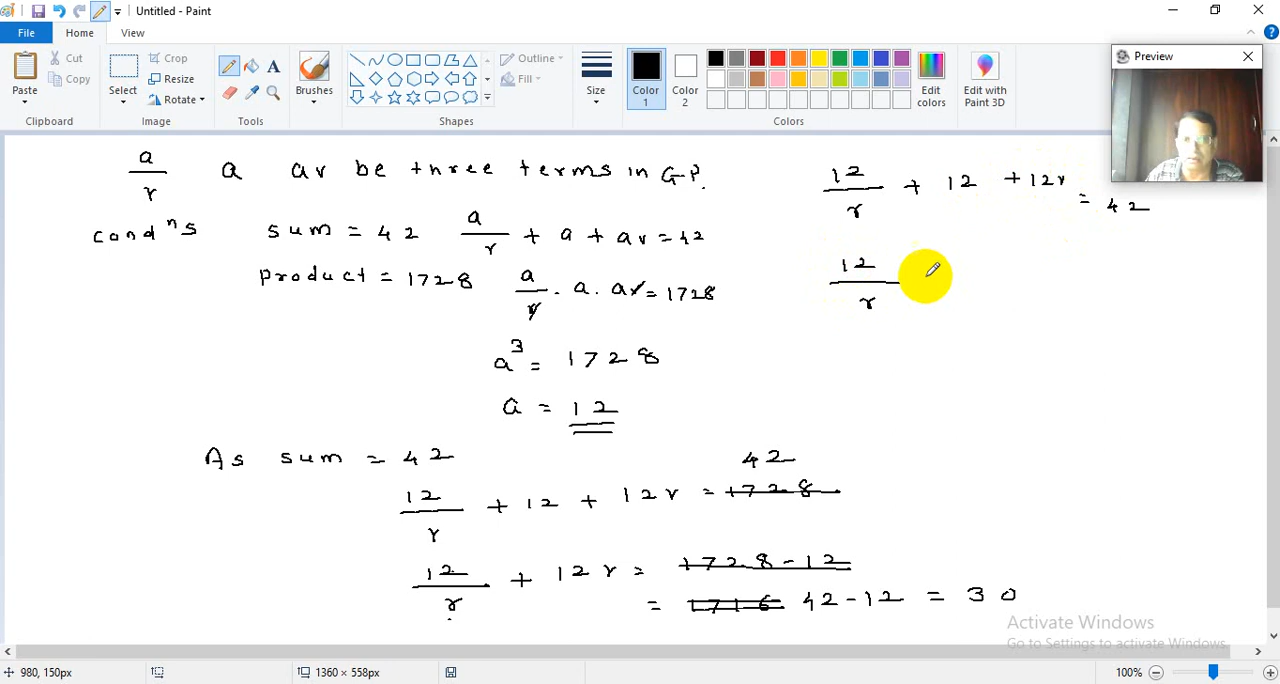 Untitled - Paint
File Home View
Cut
Copy
Paste
Clipboard
Crop
Resize
Rotate
Select
Image
Tools
Brushes
Outline
Fill
Shapes
Size
Color 1
Color 2
Edit colors
Edit with Paint 3D
Colors
Preview
a/r a ar be three terms in G.P.
condⁿs sum = 42 a/r + a + ar = 42
product = 1728 a/r . a . ar = 1728
a³ = 1728
a = 12
As sum = 42 42
12/r + 12 + 12r = 1728
12/r + 12r = 1728 - 12
= 1716 42 - 12 = 30
12/r + 12 + 12r = 42
12/r
Activate Windows
Go to Settings to activate Windows.
980, 150px
1360 × 558px
100%